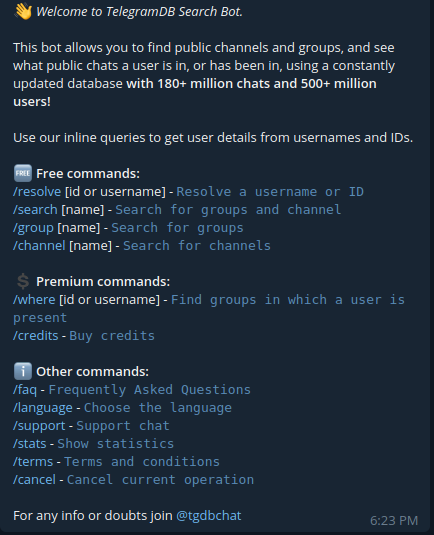 👋 Welcome to TelegramDB Search Bot.
This bot allows you to find public channels and groups, and see
what public chats a user is in, or has been in, using a constantly
updated database with 180+ million chats and 500+ million
users!
Use our inline queries to get user details from usernames and IDs.
🆓 Free commands:
/resolve [id or username] - Resolve a username or ID
/search [name] - Search for groups and channel
/group [name] - Search for groups
/channel [name] - Search for channels
💲 Premium commands:
/where [id or username] - Find groups in which a user is
present
/credits - Buy credits
ℹ️ Other commands:
/faq - Frequently Asked Questions
/language - Choose the language
/support - Support chat
/stats - Show statistics
/terms - Terms and conditions
/cancel - Cancel current operation
For any info or doubts join @tgdbchat
6:23 PM